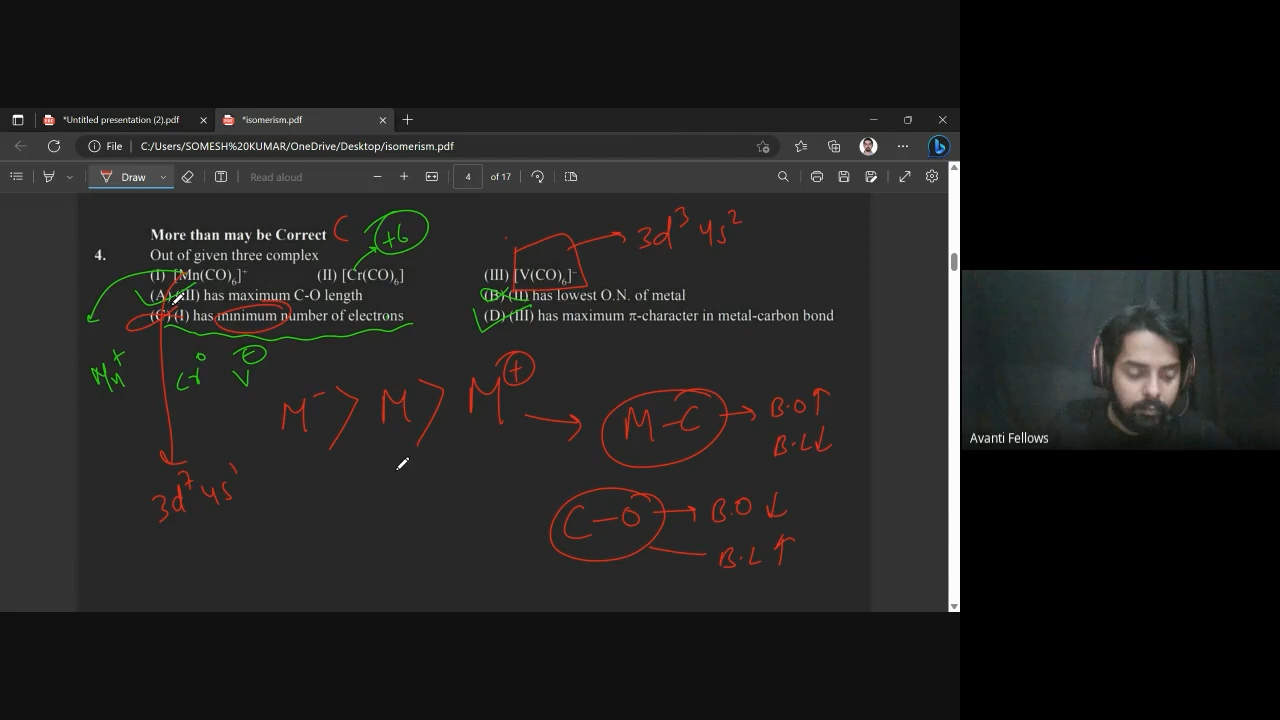 *Untitled presentation (2).pdf
*isomerism.pdf
File
C:/Users/SOMESH%20KUMAR/OneDrive/Desktop/isomerism.pdf
Draw
Read aloud
4 of 17
More than may be Correct
C
+6
3d³ 4s²
4. Out of given three complex
(I) [Mn(CO)₆]⁺ (II) [Cr(CO)₆] (III) [V(CO)₆]⁻
(A) (III) has maximum C-O length (B) (II) has lowest O.N. of metal
(C) (I) has minimum number of electrons (D) (III) has maximum π-character in metal-carbon bond
Mn⁺ Cr⁰ V⁻
M⁻ > M > M⁺ → M–C → B.O ↑
B.L ↓
3d⁷ 4s¹
C–O → B.O ↓
B.L ↑
Avanti Fellows